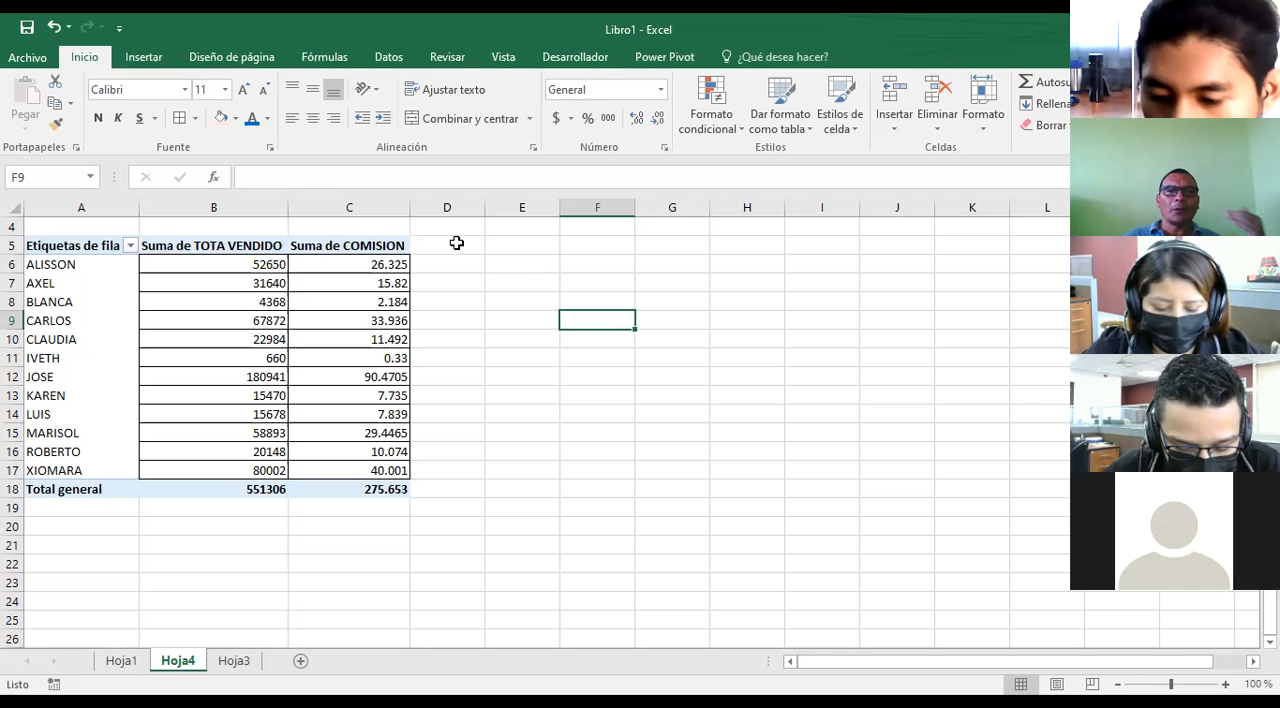 Libro1 - Excel
Archivo Inicio Insertar Diseño de página Fórmulas Datos Revisar Vista Desarrollador Power Pivot ¿Qué desea hacer?
Pegar
Calibri 11
Ajustar texto
General
Autosu
Rellena
Borrar
N K S
Combinar y centrar
$ % 000
Formato condicional
Dar formato como tabla
Estilos de celda
Insertar Eliminar Formato
Portapapeles Fuente Alineación Número Estilos Celdas
F9 fx
A B C D E F G H I J K L
4
5 Etiquetas de fila Suma de TOTA VENDIDO Suma de COMISION
6 ALISSON 52650 26.325
7 AXEL 31640 15.82
8 BLANCA 4368 2.184
9 CARLOS 67872 33.936
10 CLAUDIA 22984 11.492
11 IVETH 660 0.33
12 JOSE 180941 90.4705
13 KAREN 15470 7.735
14 LUIS 15678 7.839
15 MARISOL 58893 29.4465
16 ROBERTO 20148 10.074
17 XIOMARA 80002 40.001
18 Total general 551306 275.653
19
20
21
22
23
24
25
26
Hoja1 Hoja4 Hoja3
Listo 100 %